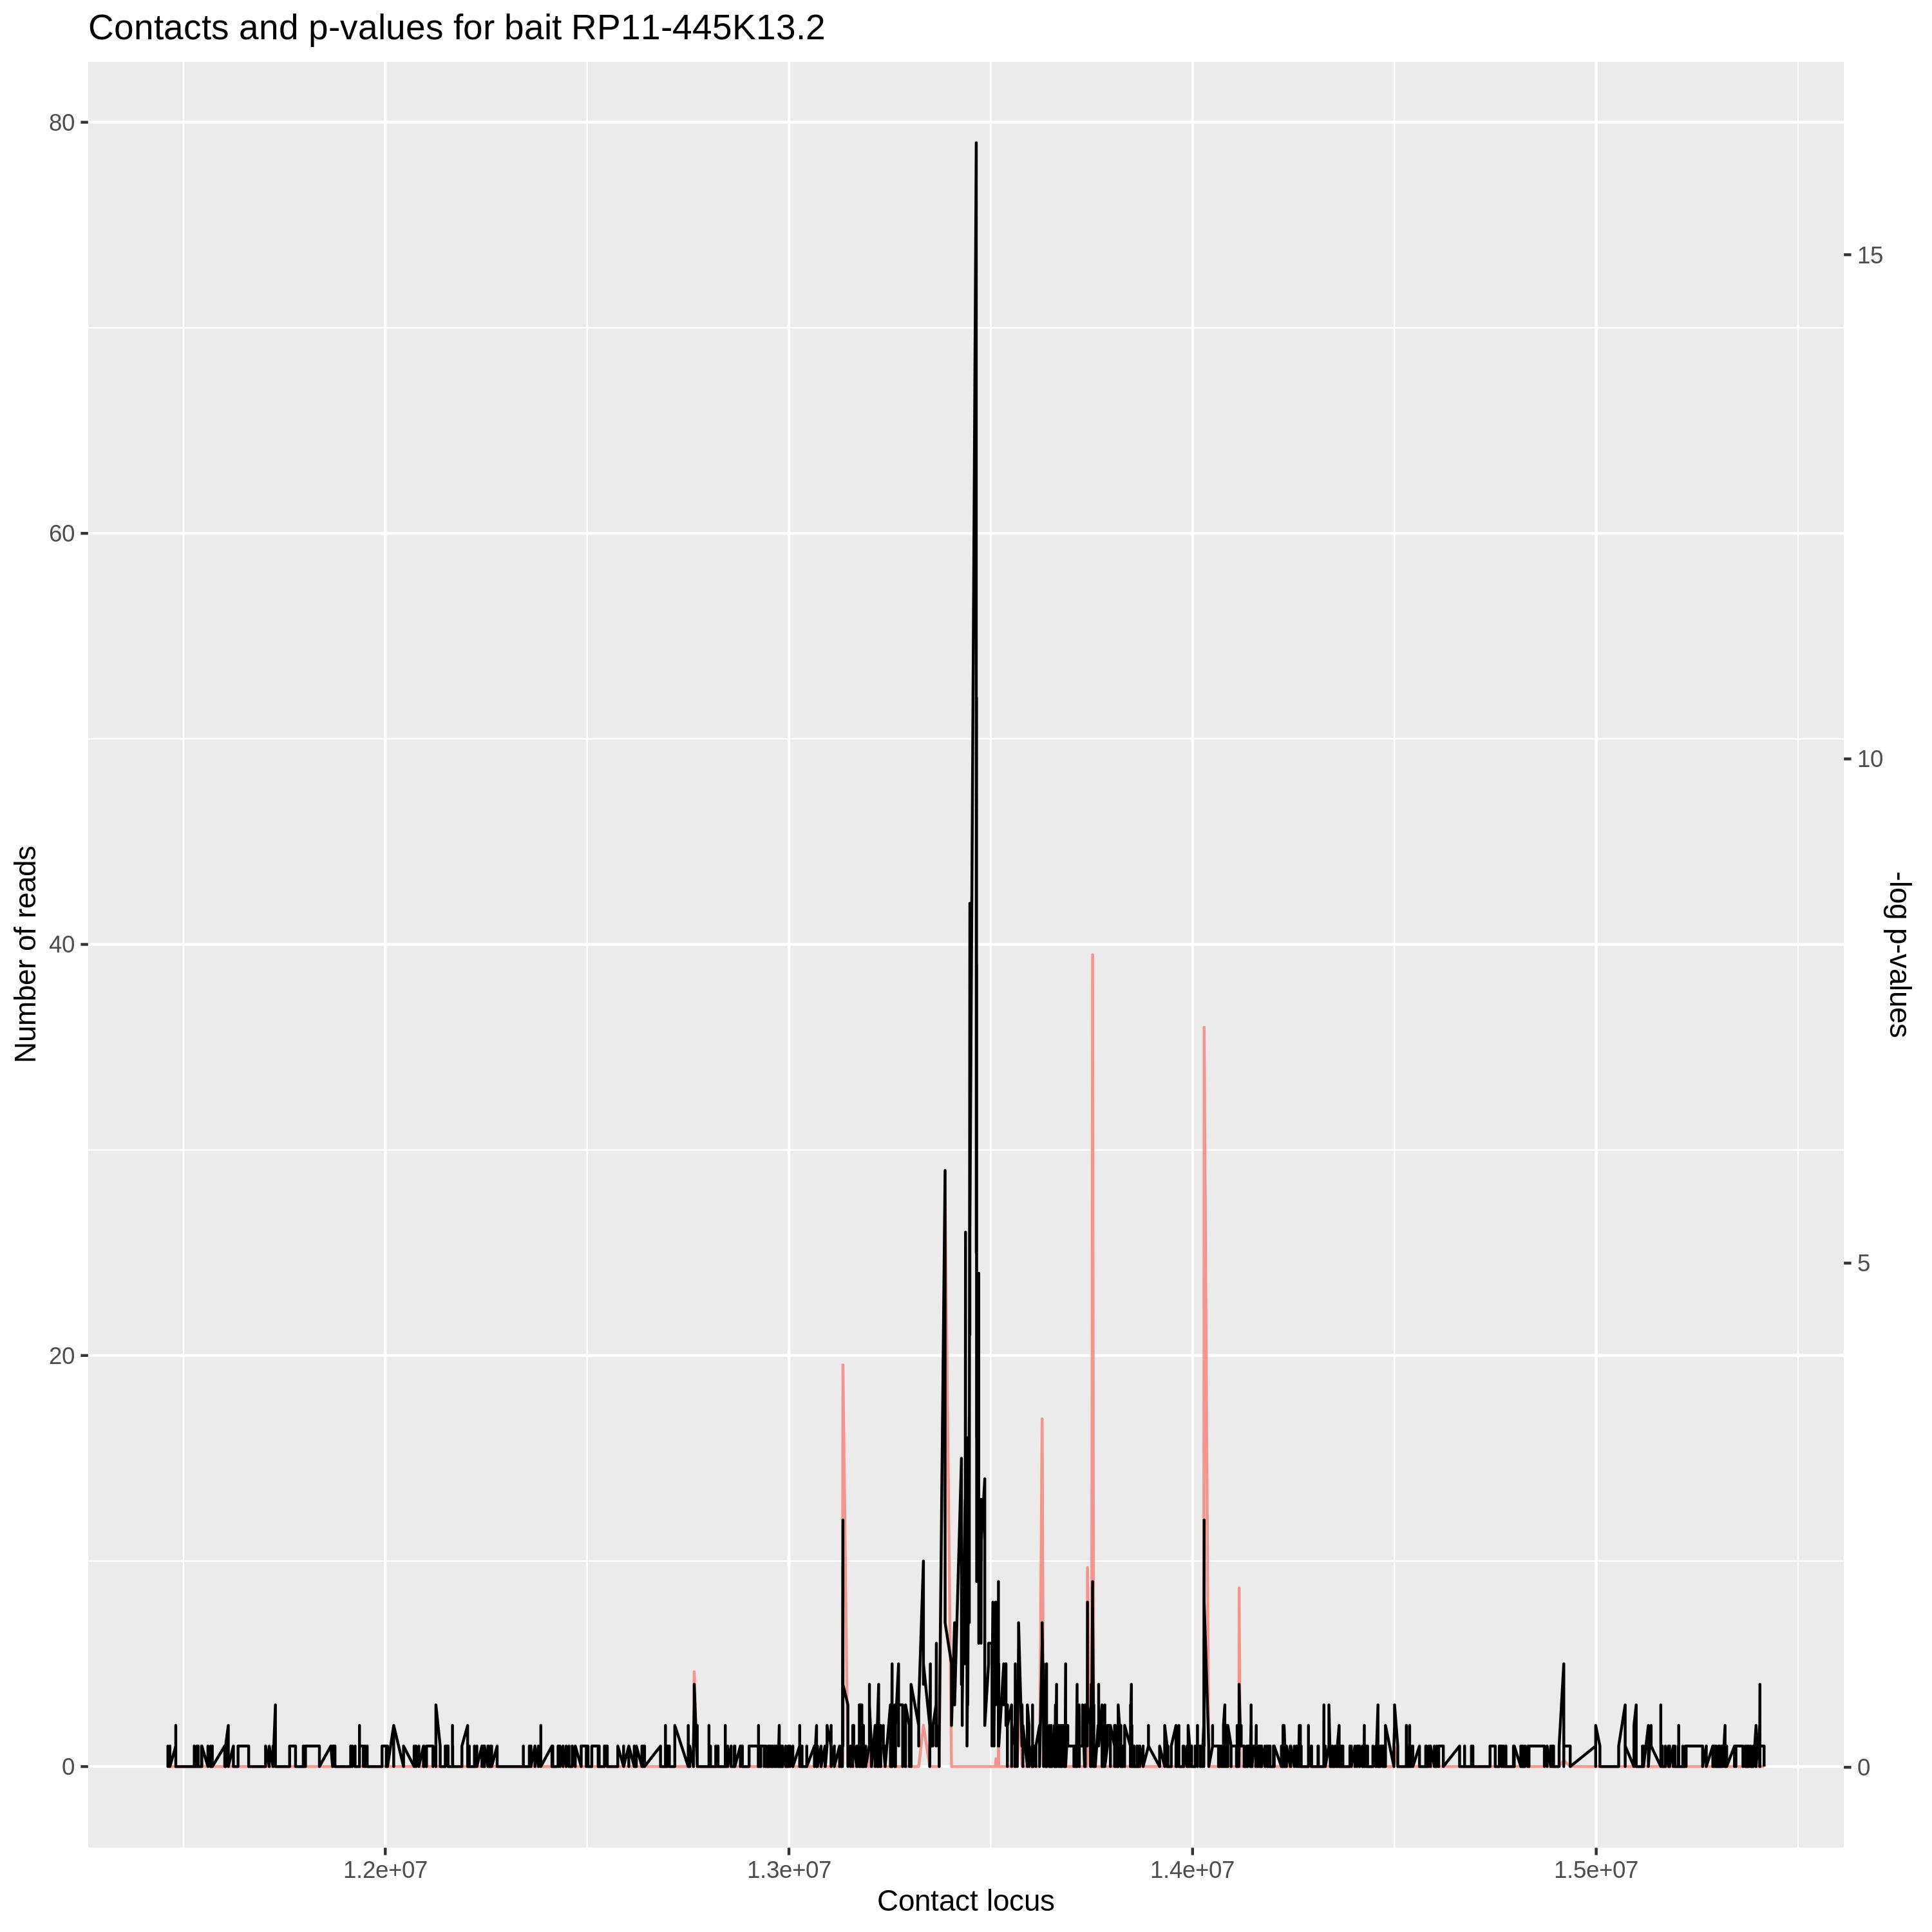 Contacts and p-values for bait RP11-445K13.2
80
60
40
20
0
Number of reads
15
10
5
0
-log p-values
1.2e+07 1.3e+07 1.4e+07 1.5e+07
Contact locus